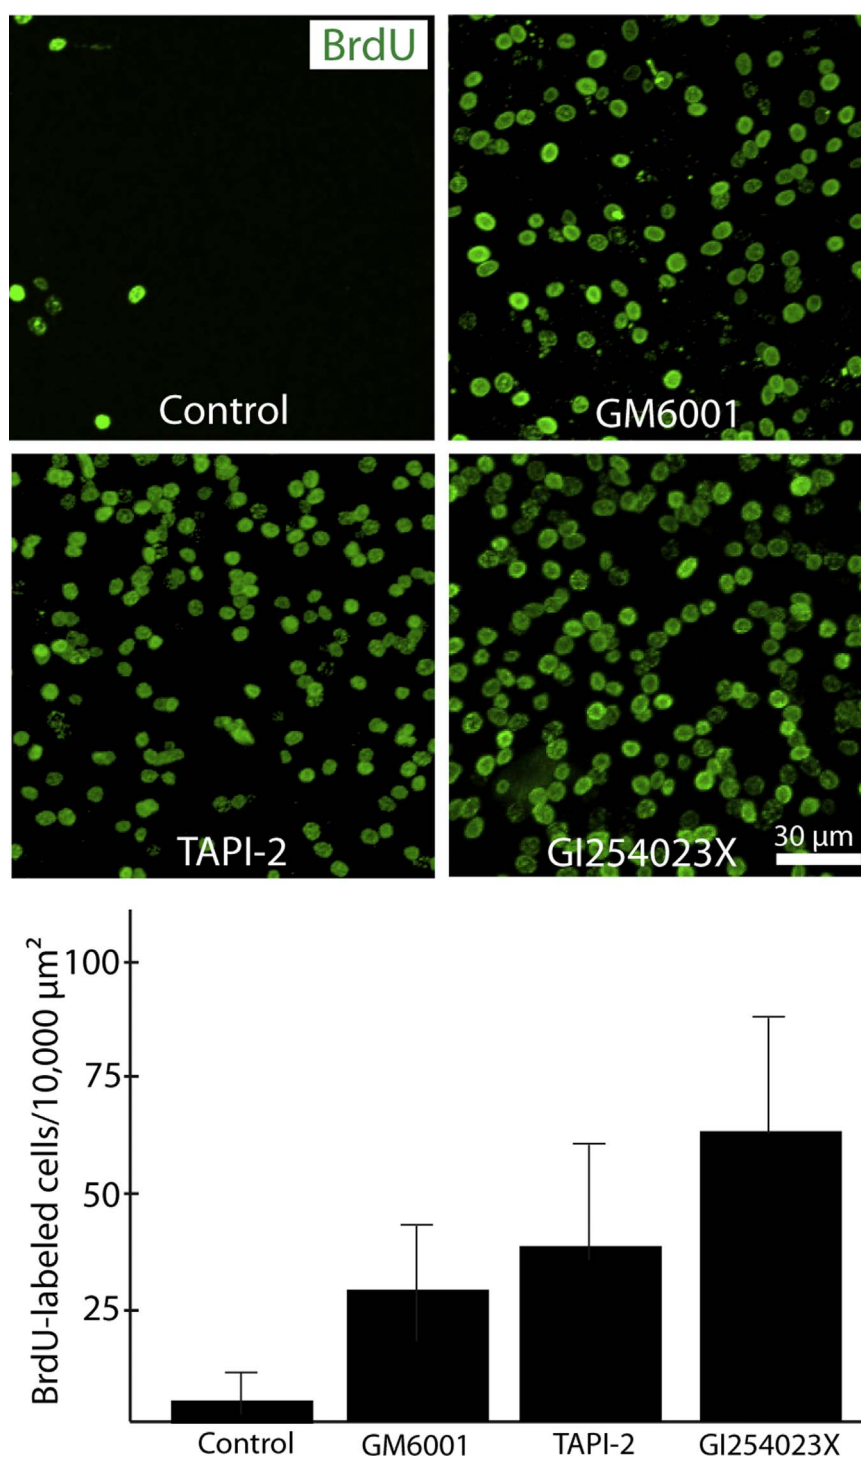 BrdU
Control
GM6001
TAPI-2
GI254023X
30 μm
BrdU-labeled cells/10,000 μm²
100
75
50
25
Control
GM6001
TAPI-2
GI254023X